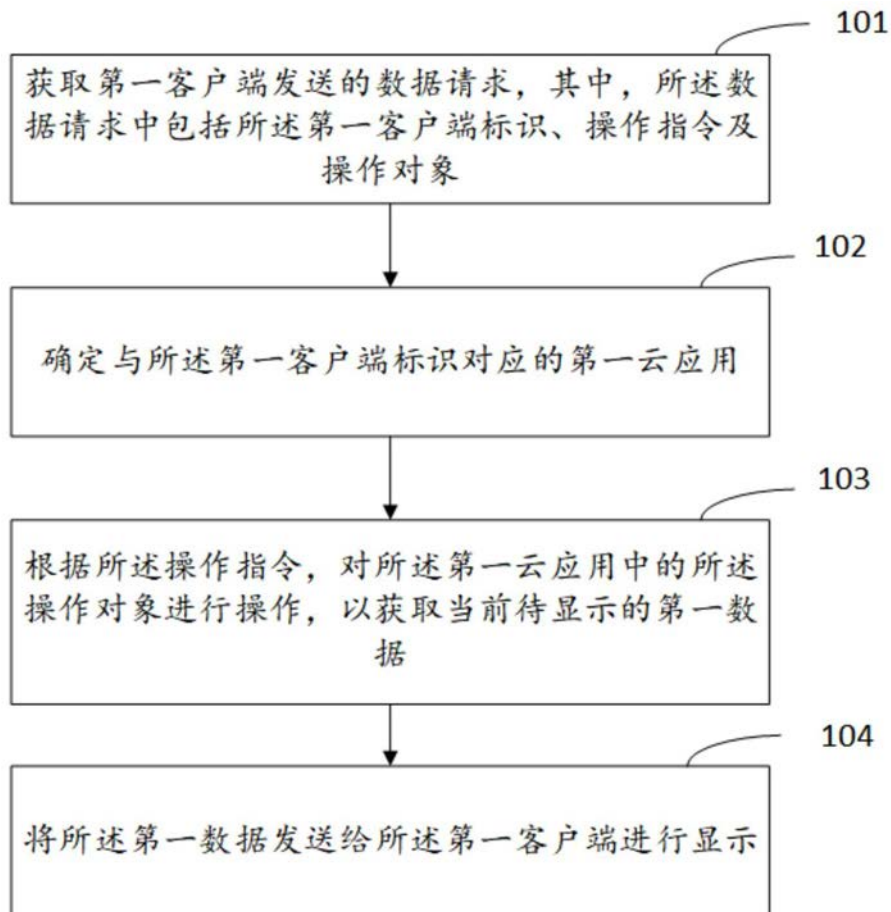 101
获取第一客户端发送的数据请求，其中，所述数
据请求中包括所述第一客户端标识、操作指令及
操作对象
102
确定与所述第一客户端标识对应的第一云应用
103
根据所述操作指令，对所述第一云应用中的所述
操作对象进行操作，以获取当前待显示的第一数
据
104
将所述第一数据发送给所述第一客户端进行显示